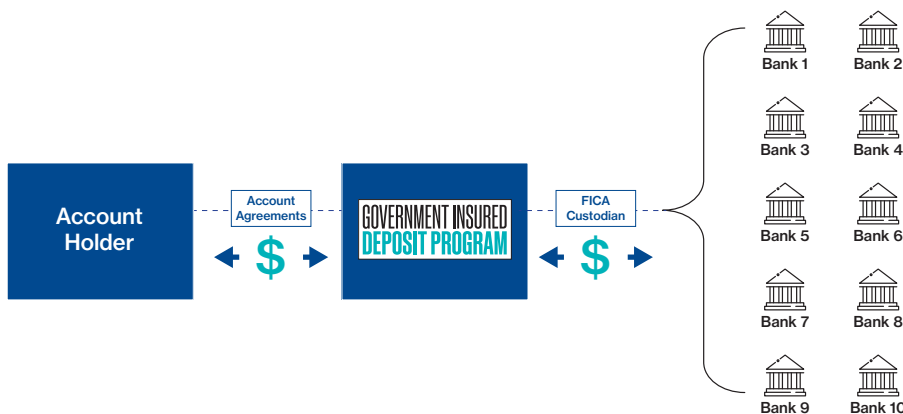 Bank 1
Bank 2
Bank 3
Bank 4
Account
Holder
Account
Agreements
$
GOVERNMENT INSURED
DEPOSIT PROGRAM
FICA
Custodian
$
Bank 5
Bank 6
Bank 7
Bank 8
Bank 9
Bank 10